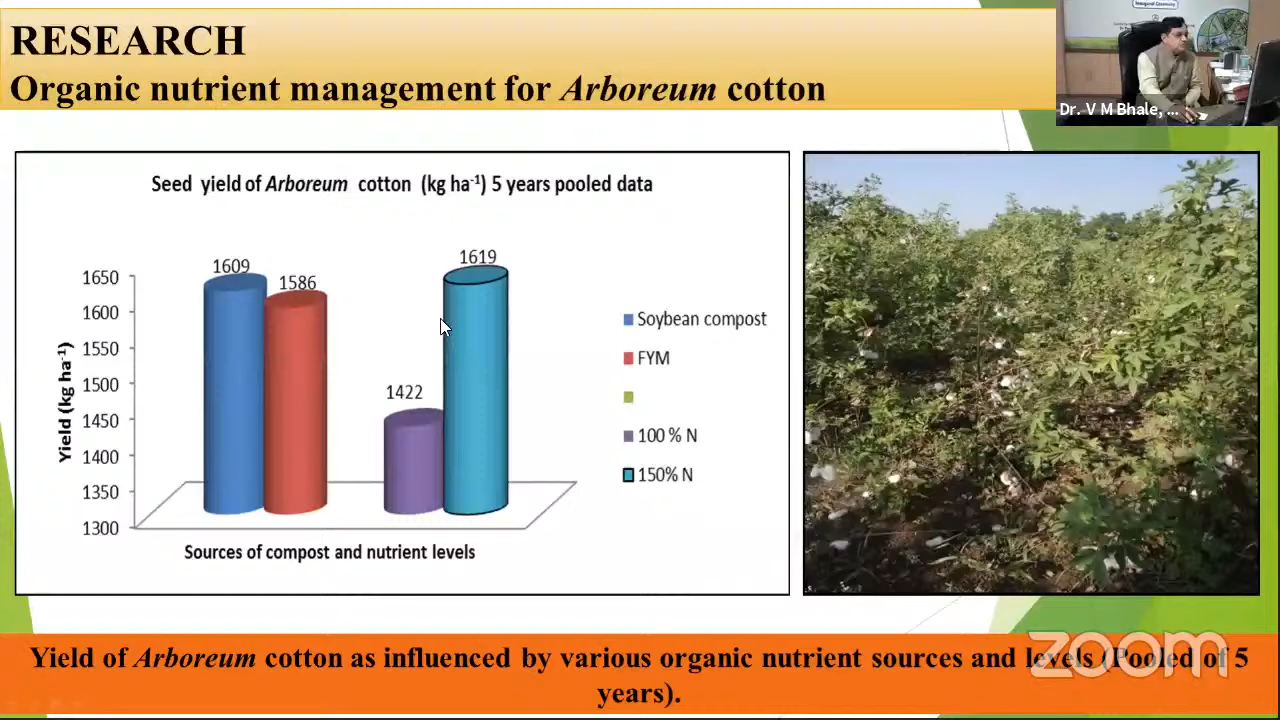 RESEARCH
Organic nutrient management for Arboreum cotton
Inaugural Ceremony
Dr. V M Bhale, ...
Seed yield of Arboreum cotton (kg ha-1) 5 years pooled data
1609
1586
1422
1619
1650
1600
1550
1500
1450
1400
1350
1300
Yield (kg ha-1)
Sources of compost and nutrient levels
Soybean compost
FYM
100 % N
150% N
Yield of Arboreum cotton as influenced by various organic nutrient sources and levels (Pooled of 5
years).
zoom